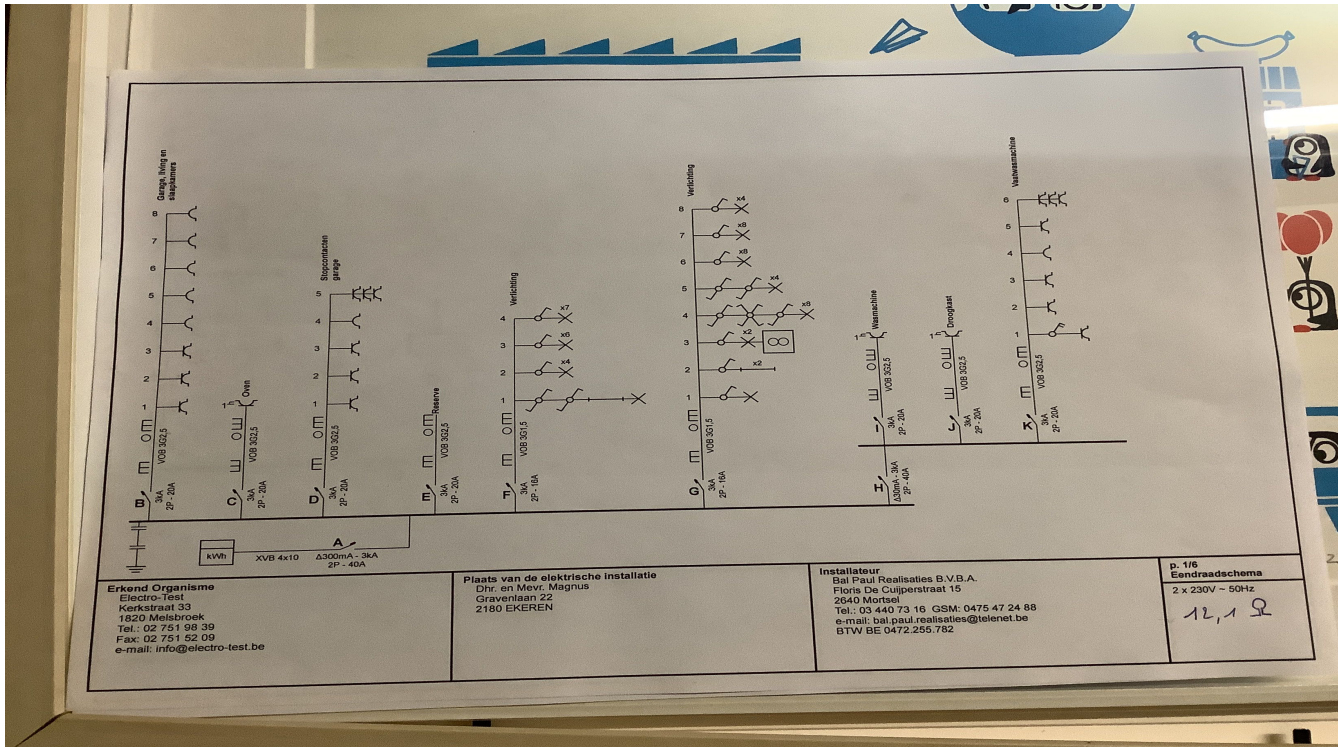 Garage, living en
slaapkamers
8
7
6
5
4
3
2
1
VOB 3G2,5
B
3kA
2P - 20A
Oven
1
VOB 3G2,5
C
3kA
2P - 20A
Stopcontacten
garage
5
4
3
2
1
VOB 3G2,5
D
3kA
2P - 20A
Reserve
E
3kA
2P - 20A
Verlichting
4
x7
3
x6
2
x4
1
VOB 3G1,5
F
3kA
2P - 16A
Verlichting
8
x4
7
x8
6
x8
5
x4
4
x6
3
x2
2
x2
1
VOB 3G1,5
G
3kA
2P - 16A
H
Δ30mA - 3kA
2P - 40A
Wasmachine
1
VOB 3G2,5
I
3kA
2P - 20A
Droogkast
1
VOB 3G2,5
J
3kA
2P - 20A
Vaatwasmachine
6
5
4
3
2
1
VOB 3G2,5
K
3kA
2P - 20A
kWh
XVB 4x10
A
Δ300mA - 3kA
2P - 40A
Erkend Organisme
Electro-Test
Kerkstraat 33
1820 Melsbroek
Tel.: 02 751 98 39
Fax: 02 751 52 09
e-mail: info@electro-test.be
Plaats van de elektrische installatie
Dhr. en Mevr. Magnus
Gravenlaan 22
2180 EKEREN
Installateur
Bal Paul Realisaties B.V.B.A.
Floris De Cuijperstraat 15
2640 Mortsel
Tel.: 03 440 73 16 GSM: 0475 47 24 88
e-mail: bal.paul.realisaties@telenet.be
BTW BE 0472.255.782
p. 1/6
Eendraadschema
2 x 230V ~ 50Hz
12,1 Ω